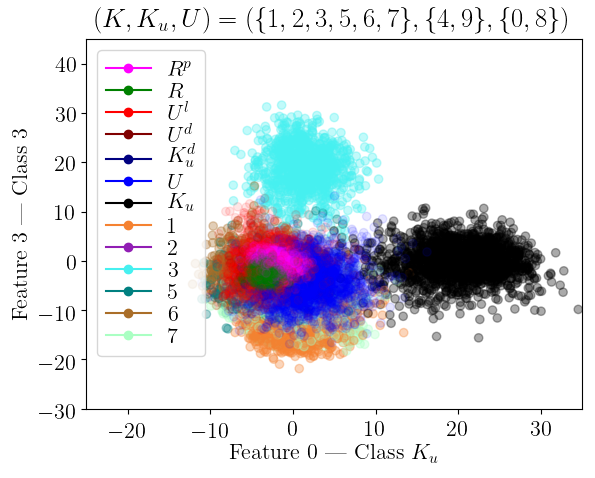 (K, K_u, U) = ({1, 2, 3, 5, 6, 7}, {4, 9}, {0, 8})
Feature 3 — Class 3
40
30
20
10
0
−10
−20
−30
R^p
R
U^l
U^d
K_u^d
U
K_u
1
2
3
5
6
7
−20 −10 0 10 20 30
Feature 0 — Class K_u